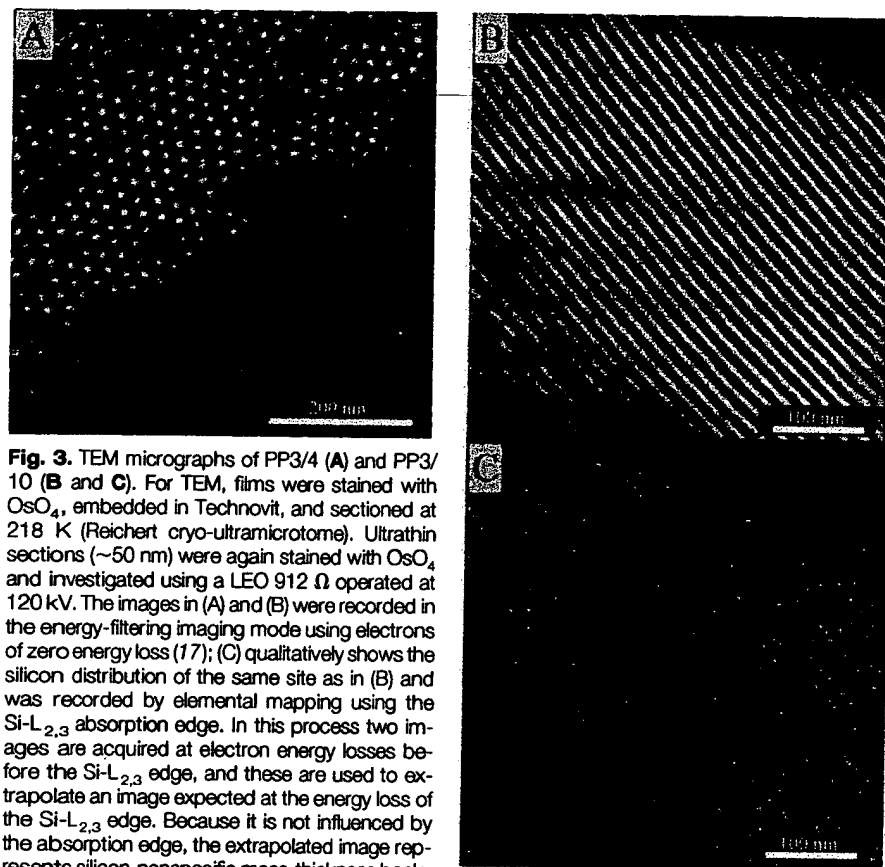 A
B
200 nm
100 nm
Fig. 3. TEM micrographs of PP3/4 (A) and PP3/
10 (B and C). For TEM, films were stained with
OsO₄, embedded in Technovit, and sectioned at
218 K (Reichert cryo-ultramicrotome). Ultrathin
sections (~50 nm) were again stained with OsO₄
and investigated using a LEO 912 Ω operated at
120 kV. The images in (A) and (B) were recorded in
the energy-filtering imaging mode using electrons
of zero energy loss (17); (C) qualitatively shows the
silicon distribution of the same site as in (B) and
was recorded by elemental mapping using the
Si-L₂,₃ absorption edge. In this process two im-
ages are acquired at electron energy losses be-
fore the Si-L₂,₃ edge, and these are used to ex-
trapolate an image expected at the energy loss of
the Si-L₂,₃ edge. Because it is not influenced by
the absorption edge, the extrapolated image rep-
C
100 nm